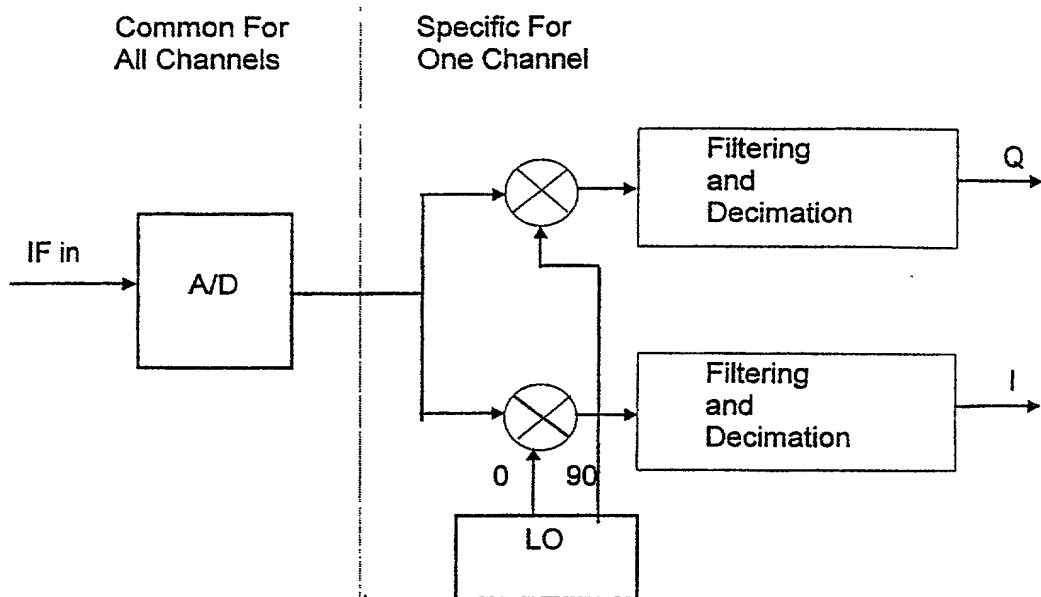 Common For
All Channels
Specific For
One Channel
Filtering
and
Decimation
Q
IF in
A/D
Filtering
and
Decimation
I
0
90
LO